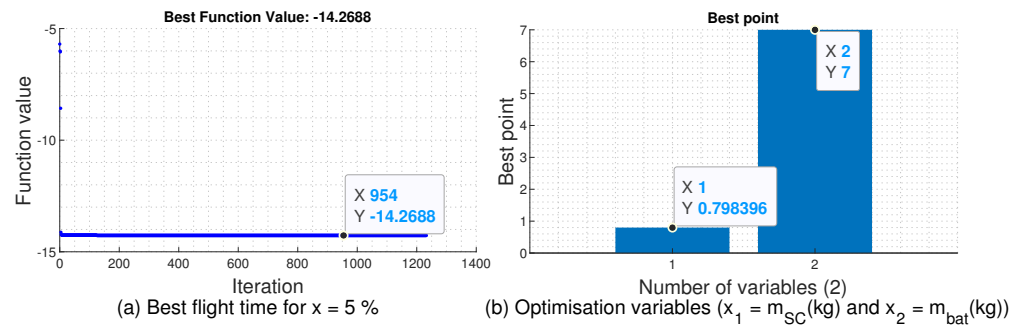 Best Function Value: -14.2688
-5
-10
-15
Function value
X 954
Y -14.2688
0 200 400 600 800 1000 1200 1400
Iteration
(a) Best flight time for x = 5 %
Best point
7
6
5
4
3
2
1
0
Best point
X 2
Y 7
X 1
Y 0.798396
1 2
Number of variables (2)
(b) Optimisation variables (x1 = mSC(kg) and x2 = mbat(kg))